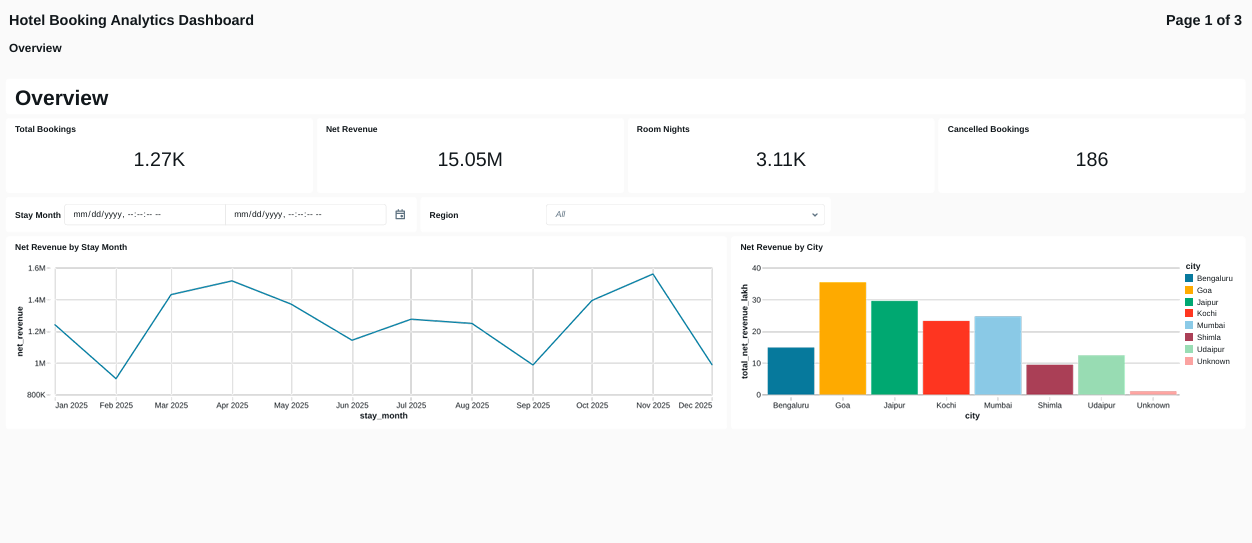 Hotel Booking Analytics Dashboard
Page 1 of 3
Overview
Overview
Total Bookings
1.27K
Net Revenue
15.05M
Room Nights
3.11K
Cancelled Bookings
186
Stay Month
mm/dd/yyyy, --:--:-- --
mm/dd/yyyy, --:--:-- --
Region
All
Net Revenue by Stay Month
net_revenue
1.6M
1.4M
1.2M
1M
800K
Jan 2025 Feb 2025 Mar 2025 Apr 2025 May 2025 Jun 2025 Jul 2025 Aug 2025 Sep 2025 Oct 2025 Nov 2025 Dec 2025
stay_month
Net Revenue by City
total_net_revenue_lakh
40
30
20
10
0
Bengaluru Goa Jaipur Kochi Mumbai Shimla Udaipur Unknown
city
city
Bengaluru
Goa
Jaipur
Kochi
Mumbai
Shimla
Udaipur
Unknown